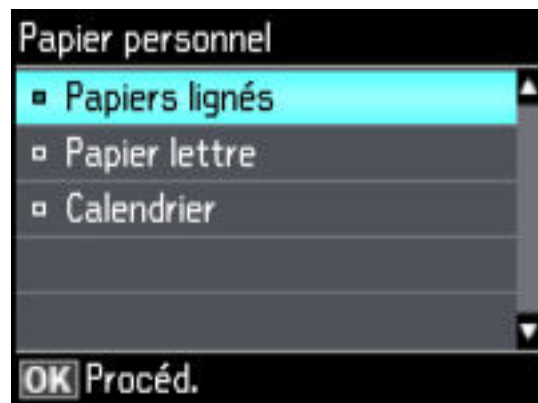 Papier personnel
Papiers lignés
Papier lettre
Calendrier
OK Procéd.